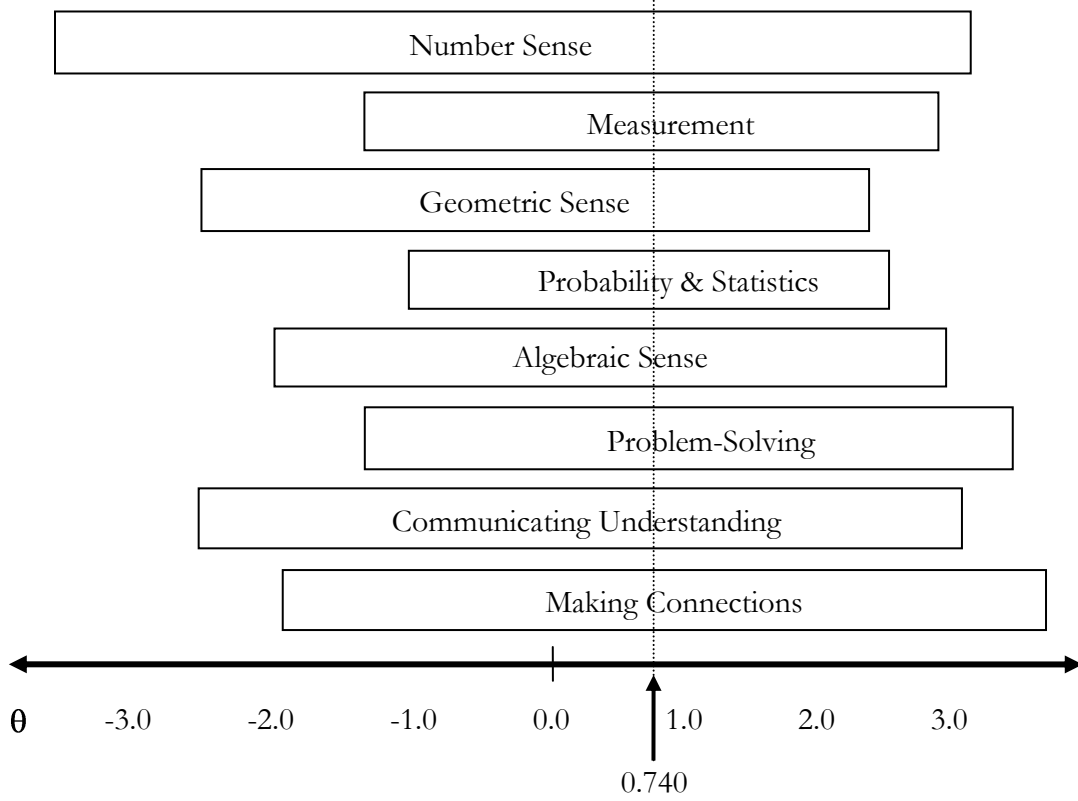 Number Sense
Measurement
Geometric Sense
Probability & Statistics
Algebraic Sense
Problem-Solving
Communicating Understanding
Making Connections
θ -3.0 -2.0 -1.0 0.0 1.0 2.0 3.0
0.740